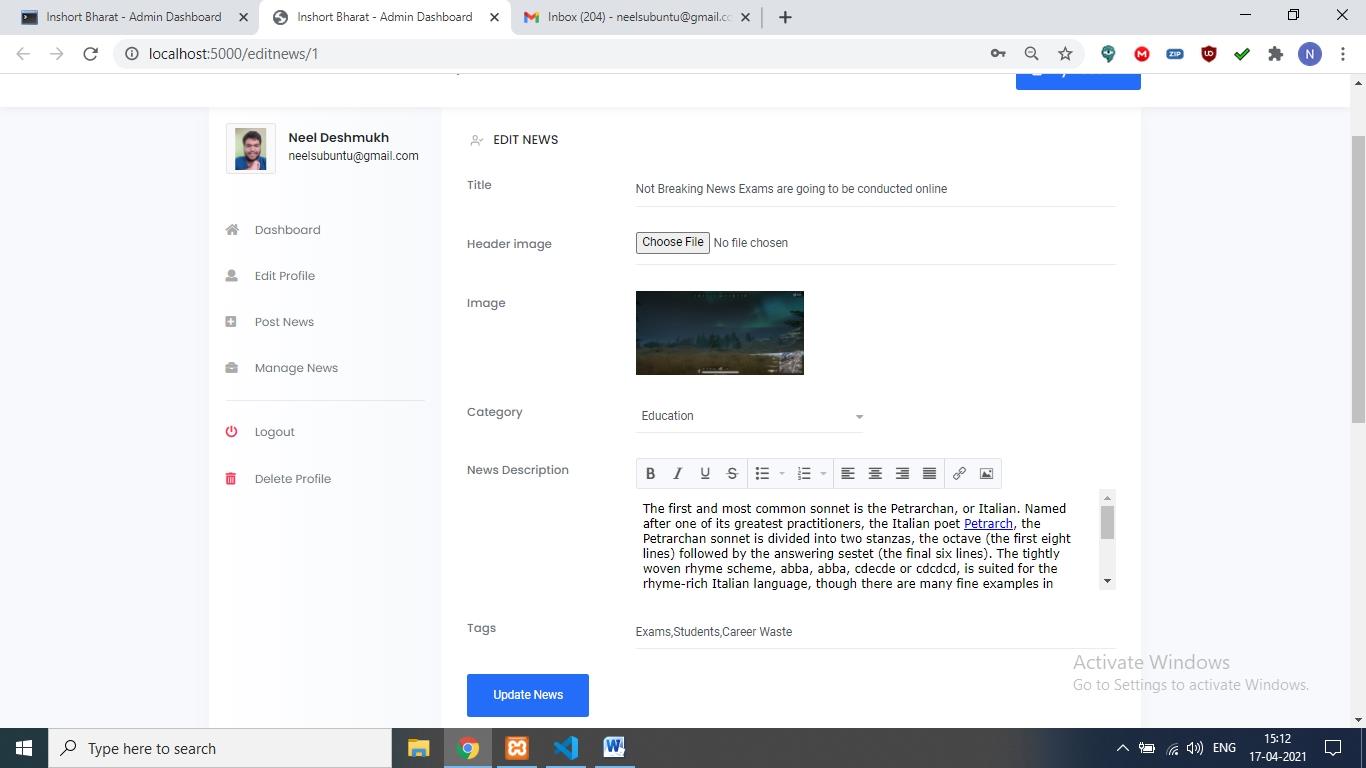 Inshort Bharat - Admin Dashboard
Inshort Bharat - Admin Dashboard
Inbox (204) - neelsubuntu@gmail.cc
localhost:5000/editnews/1
ZIP
N
Neel Deshmukh
neelsubuntu@gmail.com
Dashboard
Edit Profile
Post News
Manage News
Logout
Delete Profile
EDIT NEWS
Title
Not Breaking News Exams are going to be conducted online
Header image
Choose File No file chosen
Image
Category
Education
News Description
B I U S
The first and most common sonnet is the Petrarchan, or Italian. Named
after one of its greatest practitioners, the Italian poet Petrarch, the
Petrarchan sonnet is divided into two stanzas, the octave (the first eight
lines) followed by the answering sestet (the final six lines). The tightly
woven rhyme scheme, abba, abba, cdecde or cdcdcd, is suited for the
rhyme-rich Italian language, though there are many fine examples in
Tags
Exams,Students,Career Waste
Update News
Activate Windows
Go to Settings to activate Windows.
Type here to search
ENG
15:12
17-04-2021